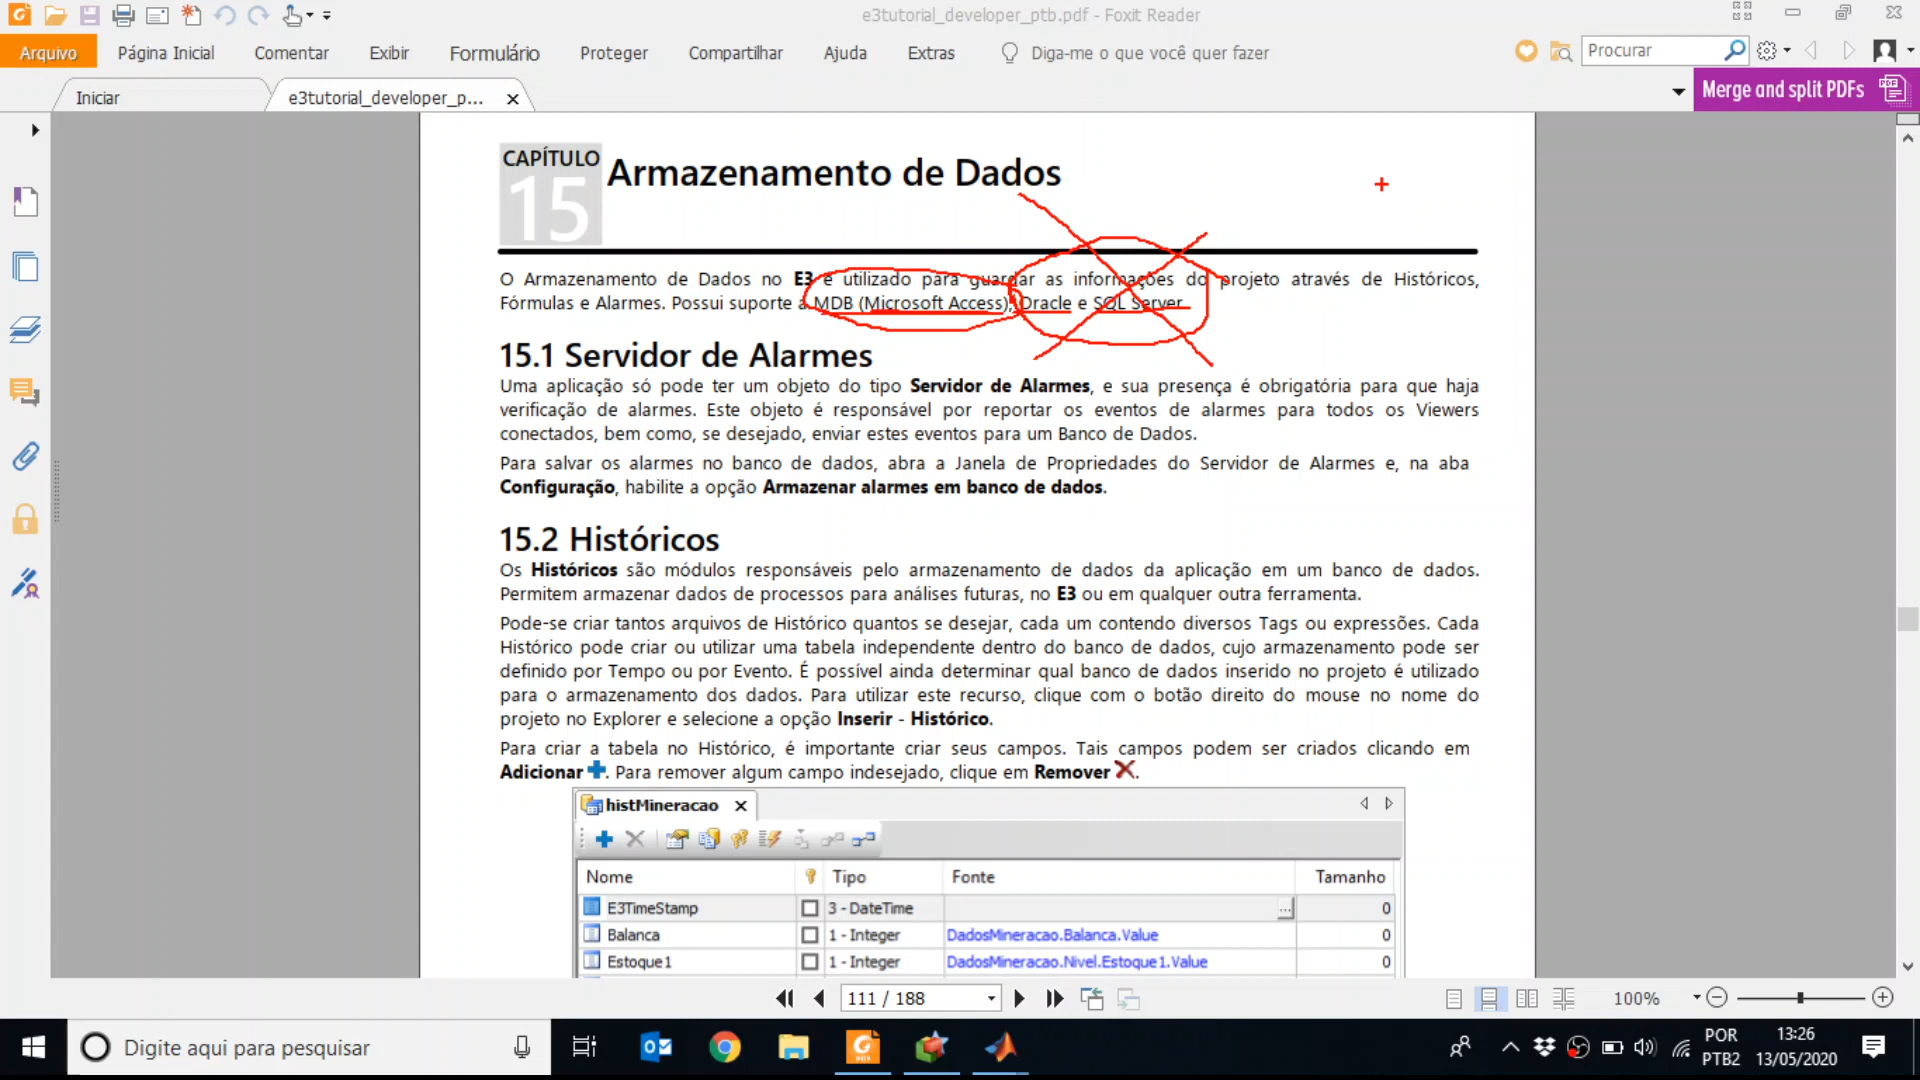 e3tutorial_developer_ptb.pdf - Foxit Reader
Arquivo Página Inicial Comentar Exibir Formulário Proteger Compartilhar Ajuda Extras Diga-me o que você quer fazer Procurar
Iniciar e3tutorial_developer_p... Merge and split PDFs
CAPÍTULO
15
Armazenamento de Dados
O Armazenamento de Dados no E3 é utilizado para guardar as informações do projeto através de Históricos,
Fórmulas e Alarmes. Possui suporte a MDB (Microsoft Access), Oracle e SQL Server.
15.1 Servidor de Alarmes
Uma aplicação só pode ter um objeto do tipo Servidor de Alarmes, e sua presença é obrigatória para que haja
verificação de alarmes. Este objeto é responsável por reportar os eventos de alarmes para todos os Viewers
conectados, bem como, se desejado, enviar estes eventos para um Banco de Dados.
Para salvar os alarmes no banco de dados, abra a Janela de Propriedades do Servidor de Alarmes e, na aba
Configuração, habilite a opção Armazenar alarmes em banco de dados.
15.2 Históricos
Os Históricos são módulos responsáveis pelo armazenamento de dados da aplicação em um banco de dados.
Permitem armazenar dados de processos para análises futuras, no E3 ou em qualquer outra ferramenta.
Pode-se criar tantos arquivos de Histórico quantos se desejar, cada um contendo diversos Tags ou expressões. Cada
Histórico pode criar ou utilizar uma tabela independente dentro do banco de dados, cujo armazenamento pode ser
definido por Tempo ou por Evento. É possível ainda determinar qual banco de dados inserido no projeto é utilizado
para o armazenamento dos dados. Para utilizar este recurso, clique com o botão direito do mouse no nome do
projeto no Explorer e selecione a opção Inserir - Histórico.
Para criar a tabela no Histórico, é importante criar seus campos. Tais campos podem ser criados clicando em
Adicionar. Para remover algum campo indesejado, clique em Remover.
histMineracao
Nome Tipo Fonte Tamanho
E3TimeStamp 3 - DateTime ... 0
Balanca 1 - Integer DadosMineracao.Balanca.Value 0
Estoque1 1 - Integer DadosMineracao.Nivel.Estoque1.Value 0
111 / 188 100%
Digite aqui para pesquisar POR 13:26
PTB2 13/05/2020